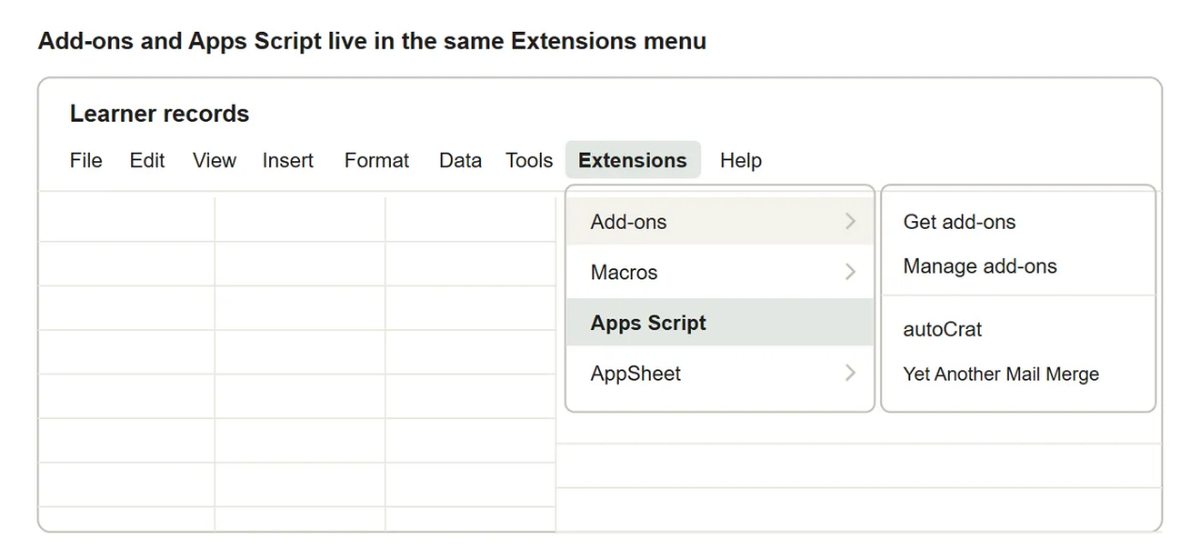 Add-ons and Apps Script live in the same Extensions menu
Learner records
File Edit View Insert Format Data Tools Extensions Help
Add-ons
Macros
Apps Script
AppSheet
Get add-ons
Manage add-ons
autoCrat
Yet Another Mail Merge